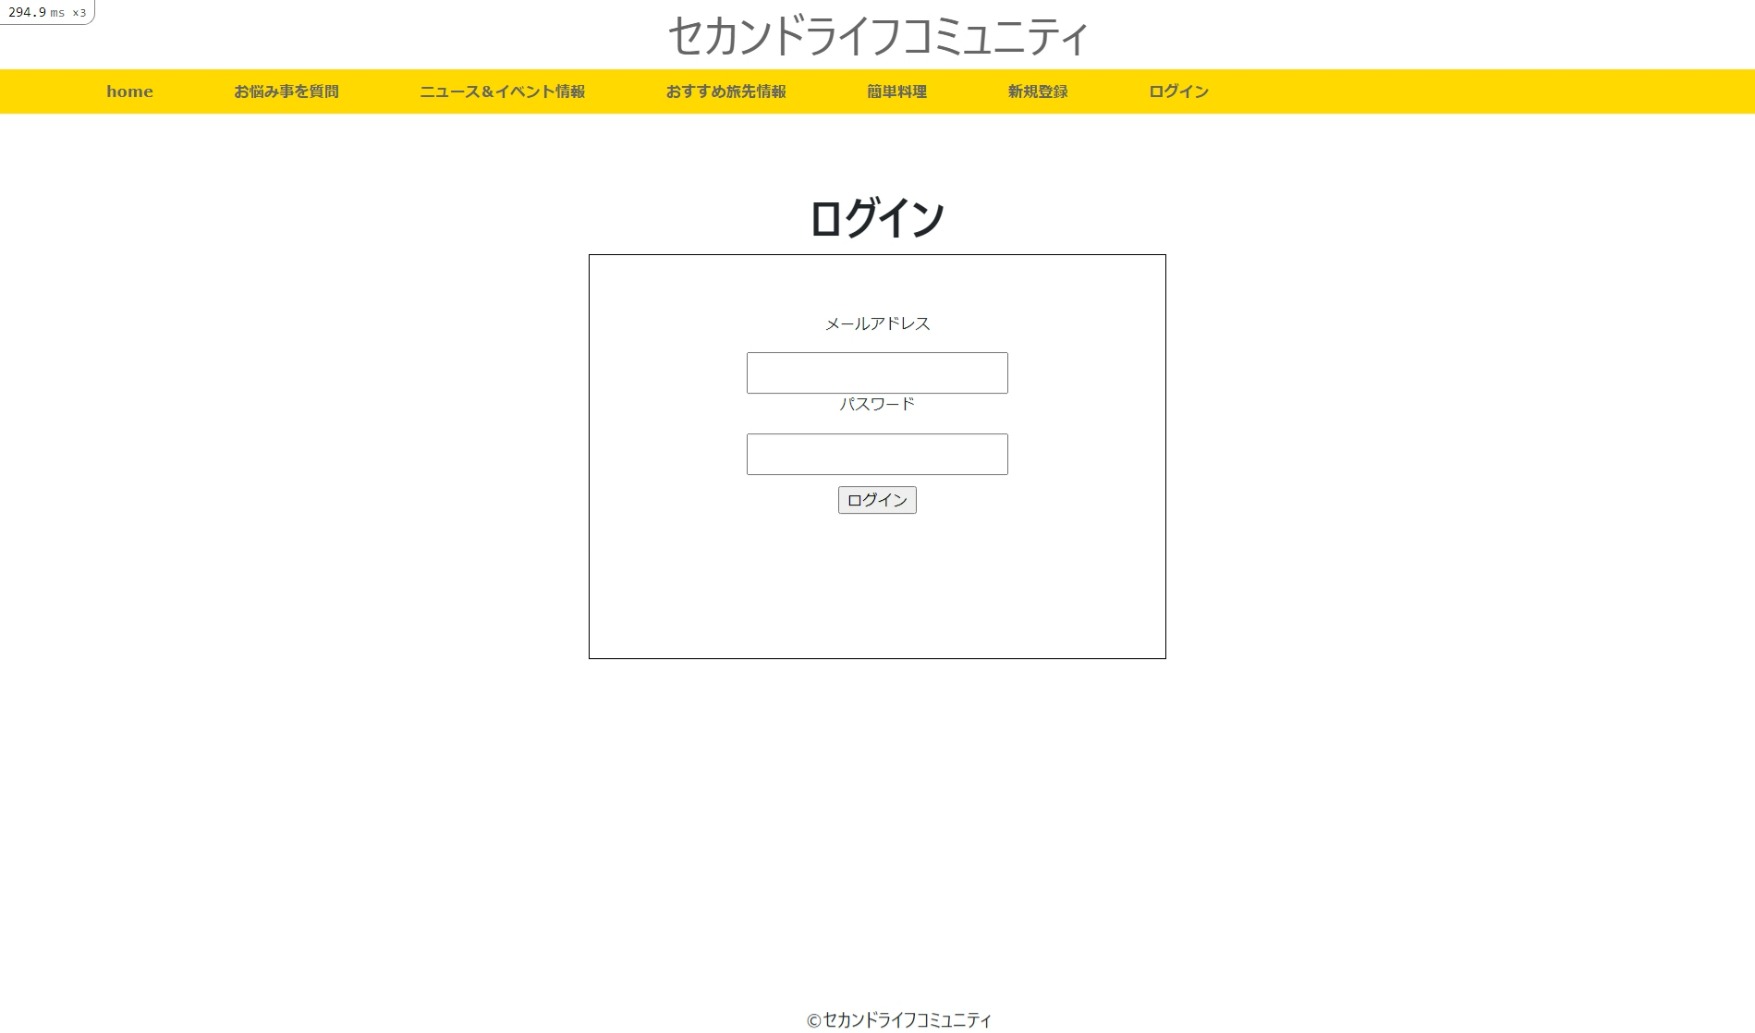 294.9 ms ×3
セカンドライフコミュニティ
home お悩み事を質問 ニュース&イベント情報 おすすめ旅先情報 簡単料理 新規登録 ログイン
ログイン
メールアドレス
パスワード
ログイン
©セカンドライフコミュニティ